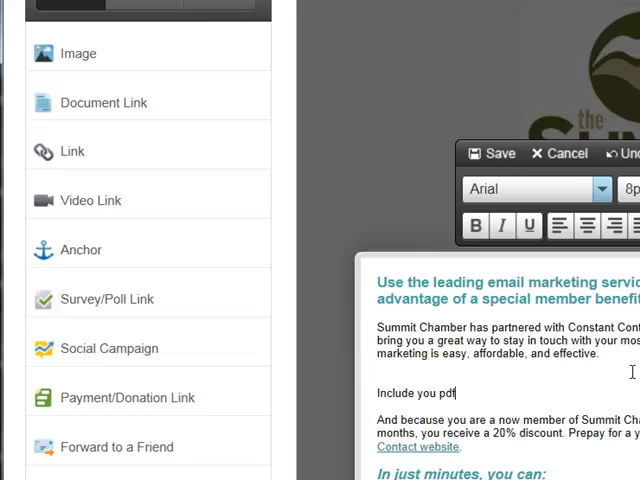 Image
Document Link
Link
Video Link
Anchor
Survey/Poll Link
Social Campaign
Payment/Donation Link
Forward to a Friend
the
Save Cancel
Arial 8p
B I U
Use the leading email marketing servic
advantage of a special member benefit
Summit Chamber has partnered with Constant Cont
bring you a great way to stay in touch with your mos
marketing is easy, affordable, and effective.
Include you pdf
And because you are a now member of Summit Cha
months, you receive a 20% discount. Prepay for a y
Contact website.
In just minutes, you can: